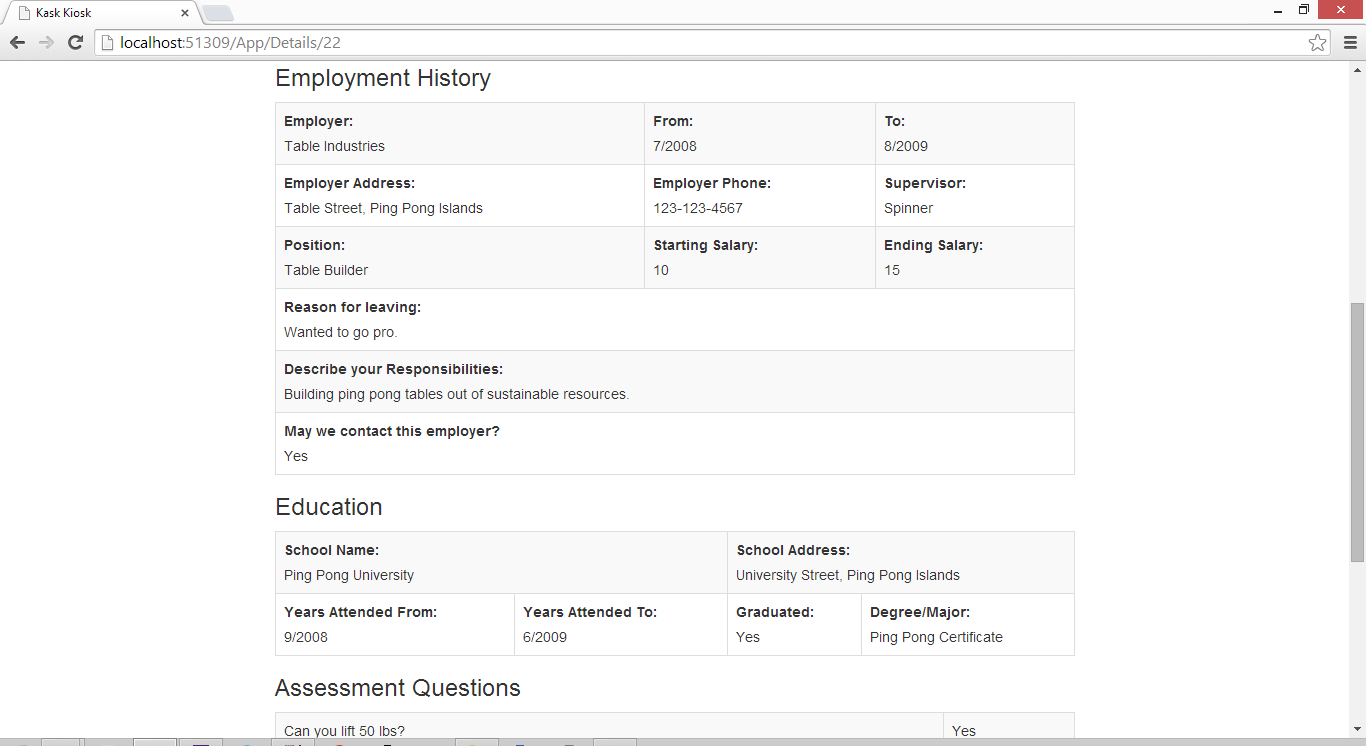 Kask Kiosk
localhost:51309/App/Details/22
Employment History
Employer: From: To:
Table Industries 7/2008 8/2009
Employer Address: Employer Phone: Supervisor:
Table Street, Ping Pong Islands 123-123-4567 Spinner
Position: Starting Salary: Ending Salary:
Table Builder 10 15
Reason for leaving:
Wanted to go pro.
Describe your Responsibilities:
Building ping pong tables out of sustainable resources.
May we contact this employer?
Yes
Education
School Name: School Address:
Ping Pong University University Street, Ping Pong Islands
Years Attended From: Years Attended To: Graduated: Degree/Major:
9/2008 6/2009 Yes Ping Pong Certificate
Assessment Questions
Can you lift 50 lbs? Yes